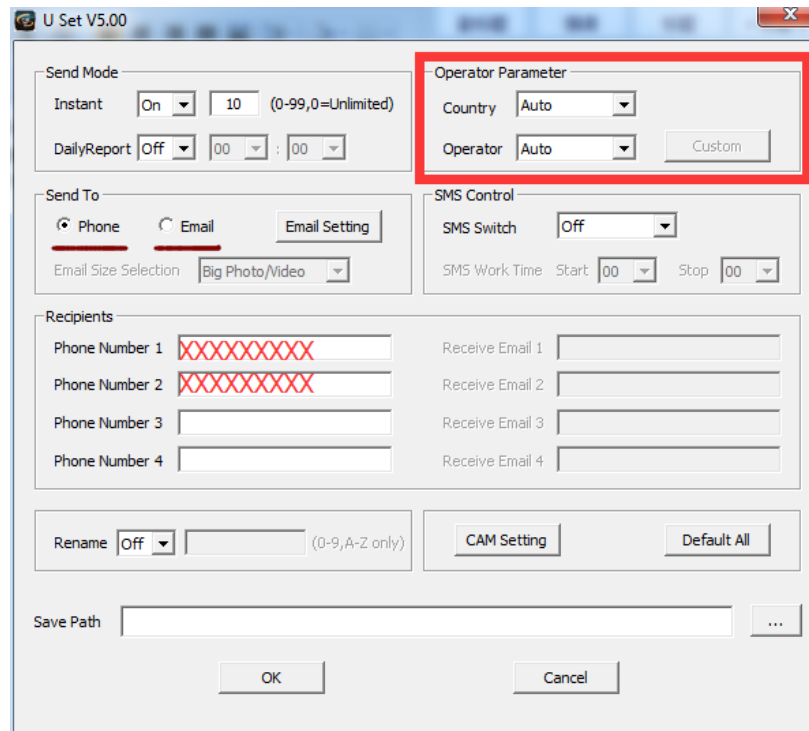 U Set V5.00
Send Mode
Instant On 10 (0-99,0=Unlimited)
DailyReport Off 00 : 00
Operator Parameter
Country Auto
Operator Auto Custom
Send To
Phone Email Email Setting
Email Size Selection Big Photo/Video
SMS Control
SMS Switch Off
SMS Work Time Start 00 Stop 00
Recipients
Phone Number 1 XXXXXXXXX Receive Email 1
Phone Number 2 XXXXXXXXX Receive Email 2
Phone Number 3 Receive Email 3
Phone Number 4 Receive Email 4
Rename Off (0-9,A-Z only)
CAM Setting Default All
Save Path ...
OK Cancel